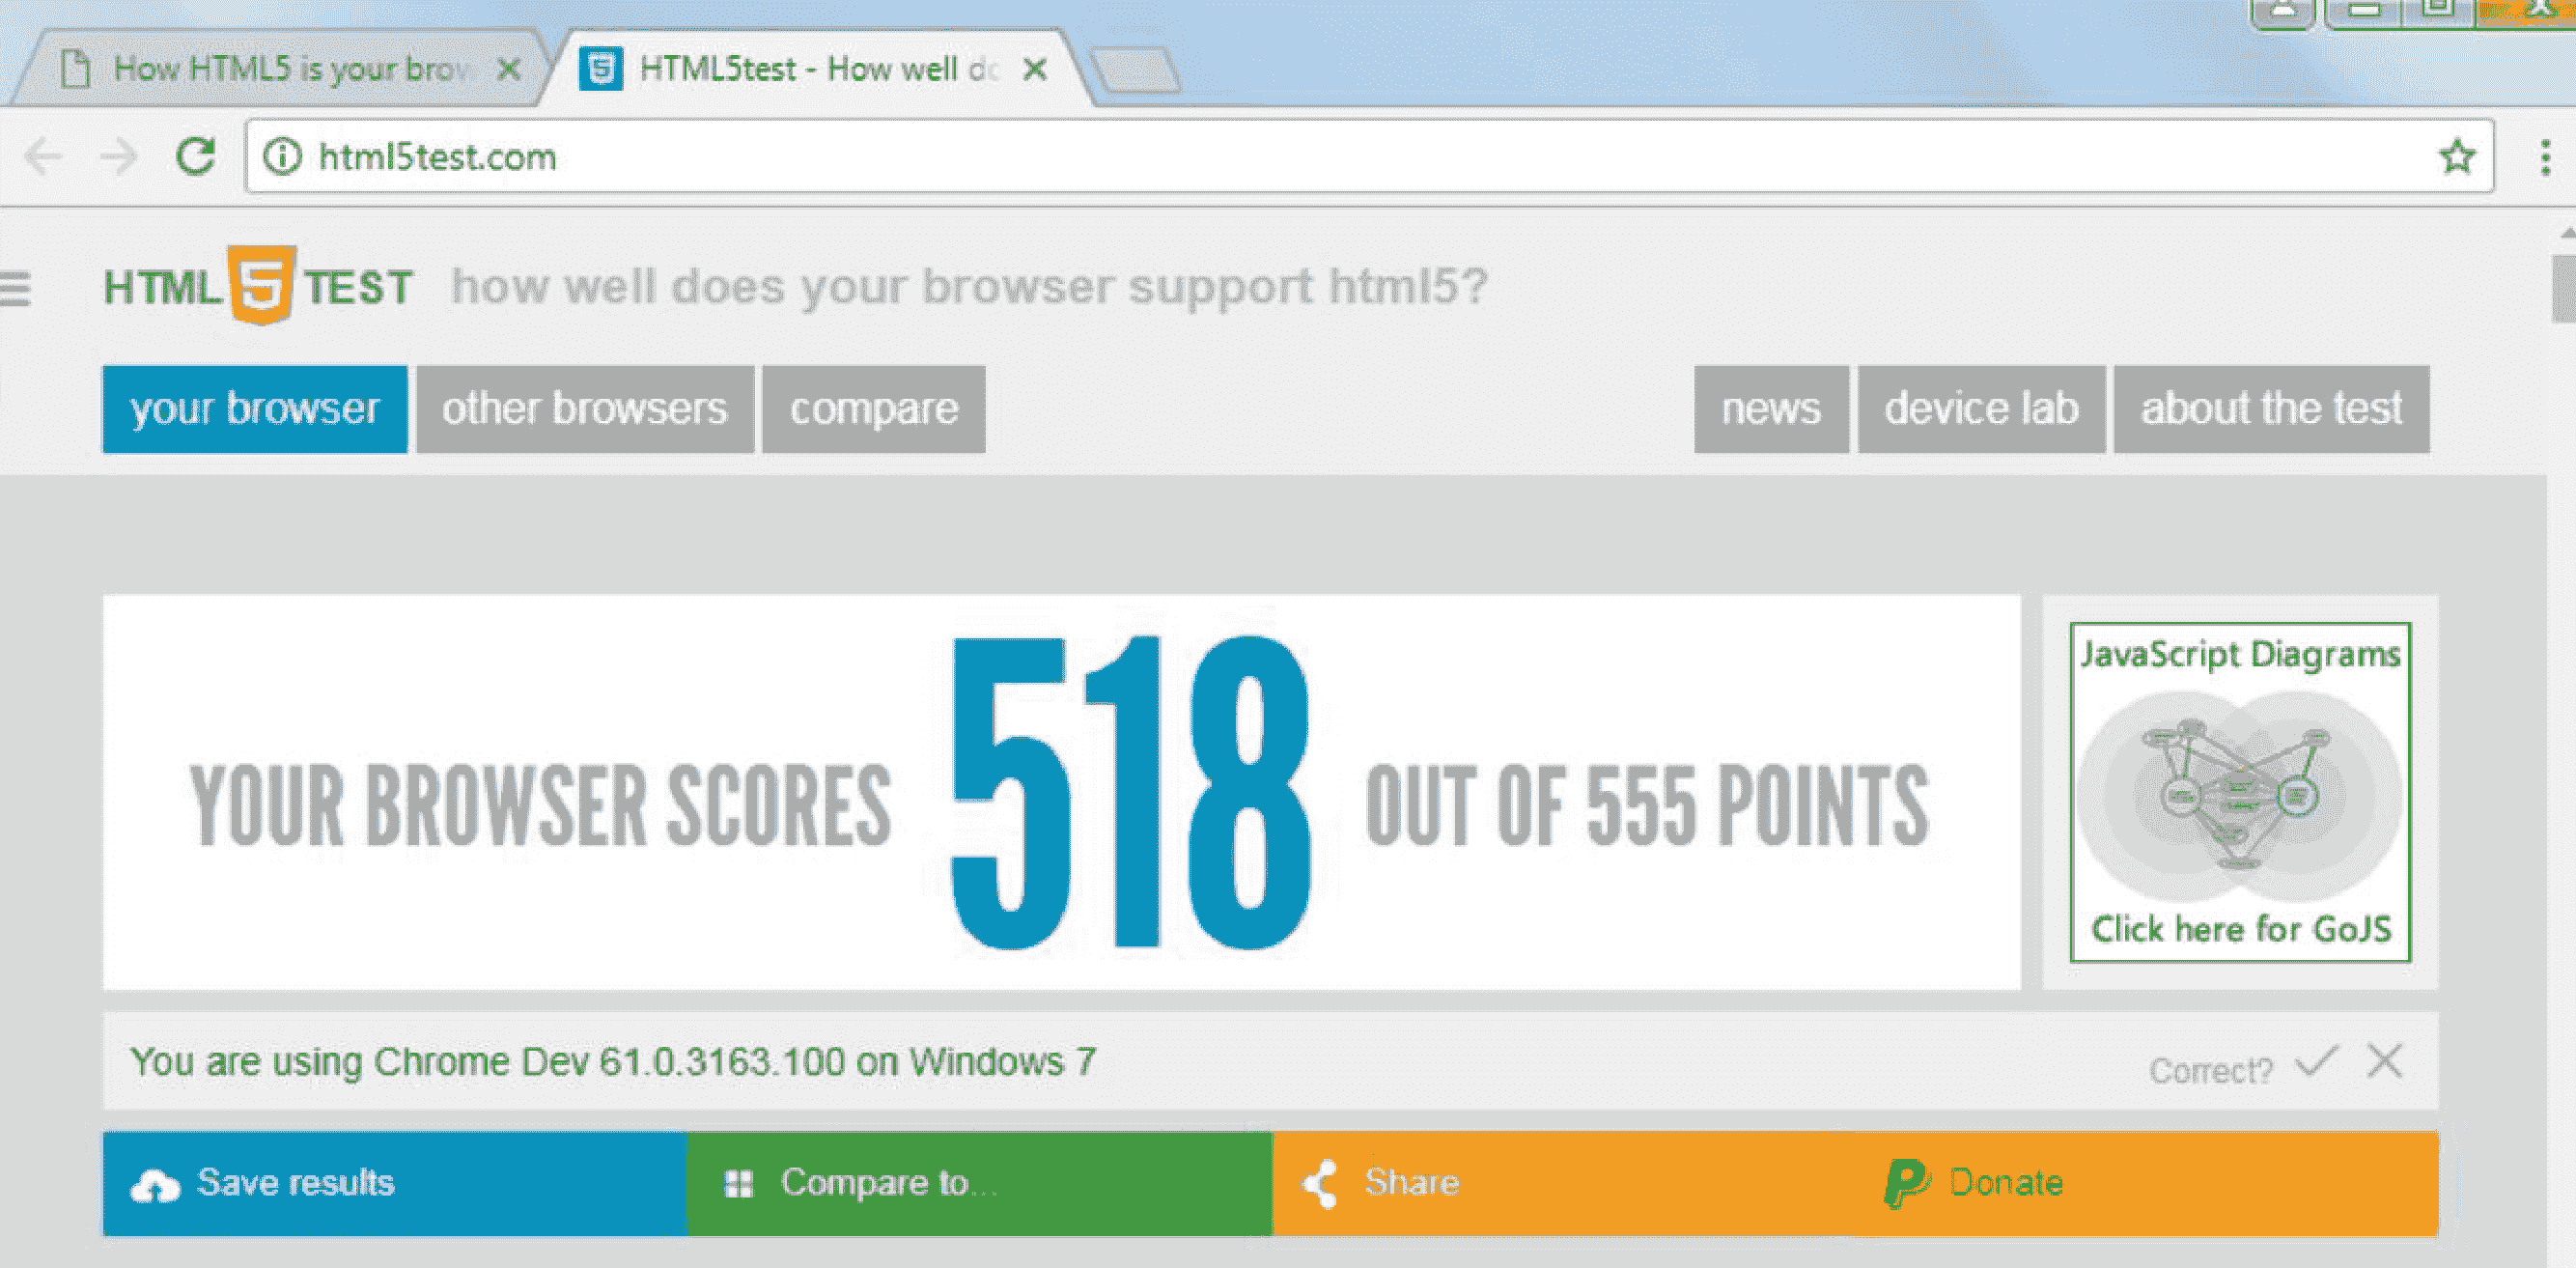 How HTML5 is your brow
HTML5test - How well do
html5test.com
HTML 5 TEST how well does your browser support html5?
your browser other browsers compare news device lab about the test
YOUR BROWSER SCORES 518 OUT OF 555 POINTS
JavaScript Diagrams
Click here for GoJS
You are using Chrome Dev 61.0.3163.100 on Windows 7
Correct?
Save results Compare to... Share Donate